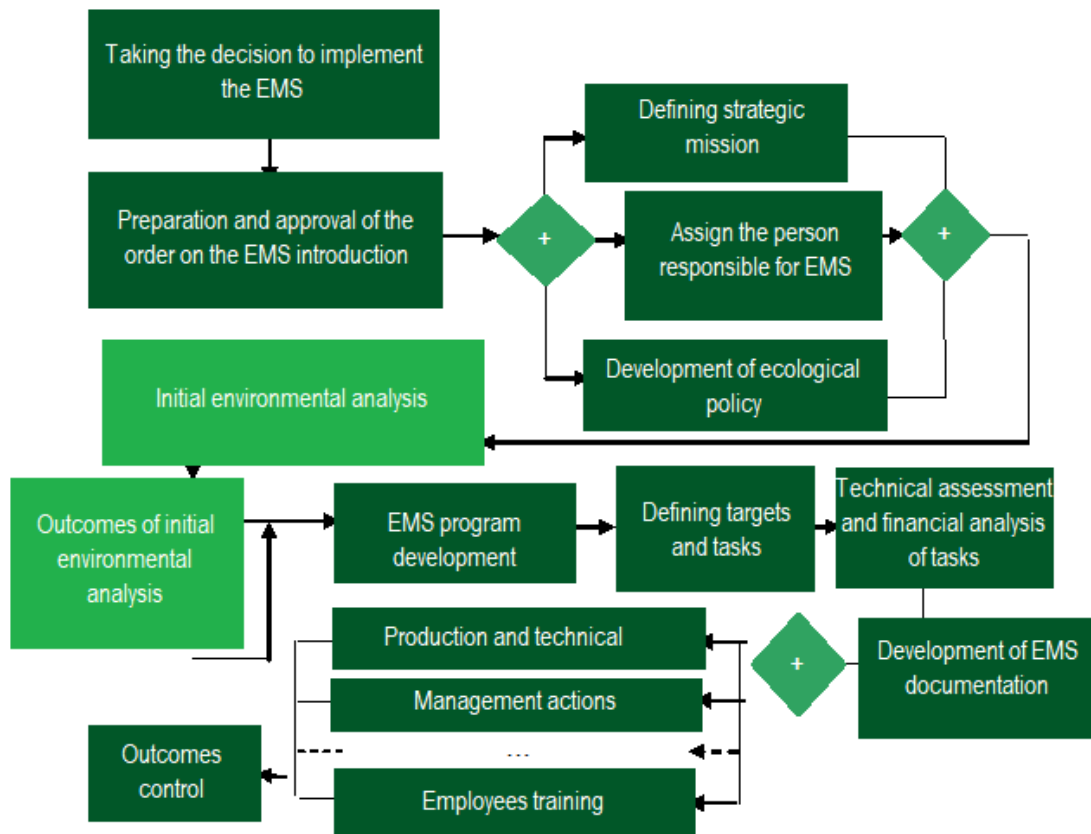 Taking the decision to implement
the EMS
Preparation and approval of the
order on the EMS introduction
+
Defining strategic
mission
Assign the person
responsible for EMS
Development of ecological
policy
+
Initial environmental analysis
Outcomes of initial
environmental
analysis
EMS program
development
Defining targets
and tasks
Technical assessment
and financial analysis
of tasks
Development of EMS
documentation
+
Production and technical
Management actions
...
Employees training
Outcomes
control